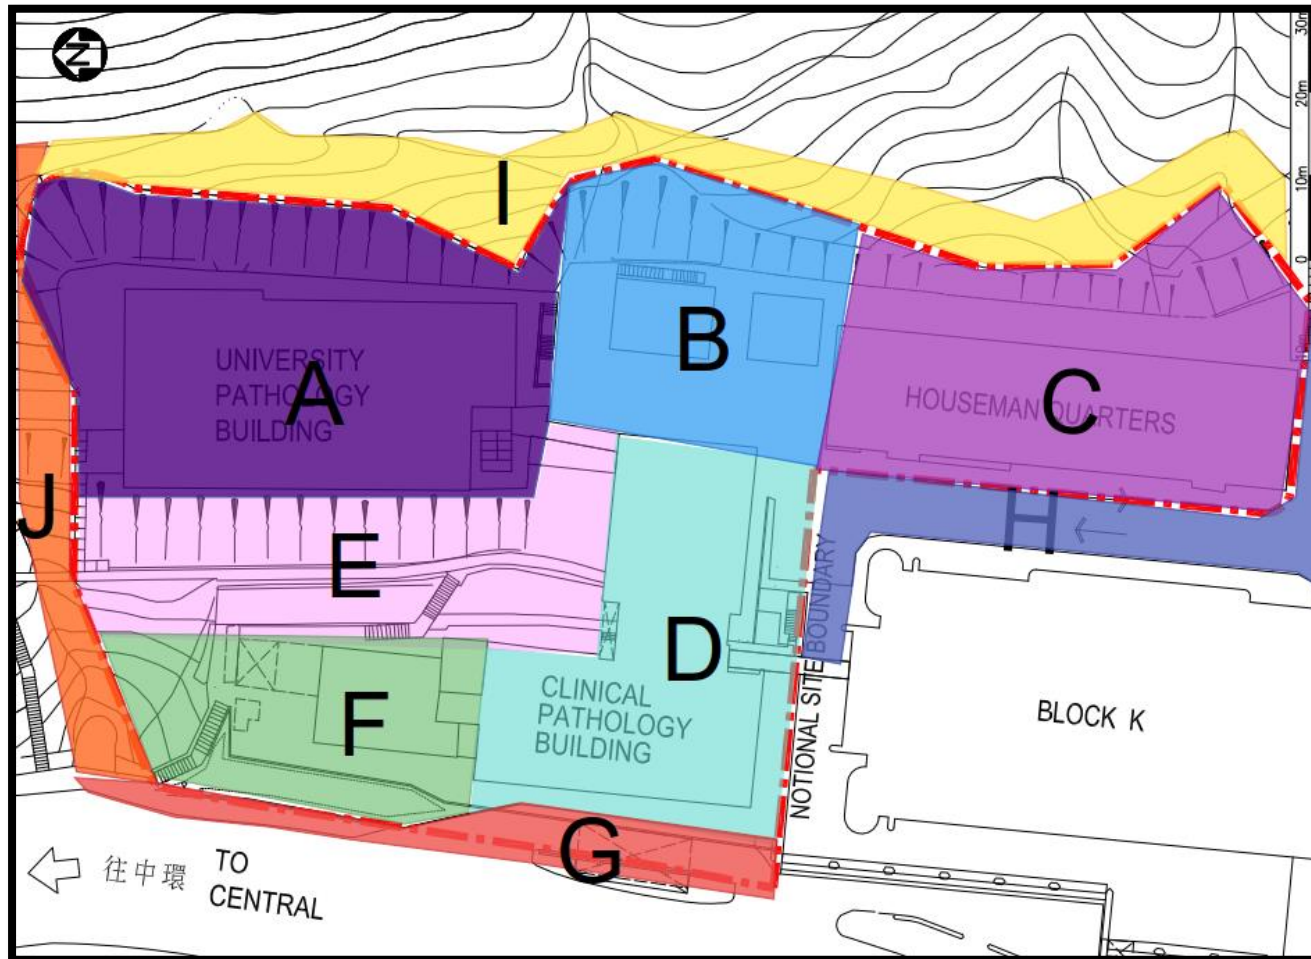 N
30m
20m
10m
0
I
A
UNIVERSITY
PATHOLOGY
BUILDING
B
C
HOUSEMAN QUARTERS
J
E
H
D
F
CLINICAL
PATHOLOGY
BUILDING
NOTIONAL SITE BOUNDARY
BLOCK K
G
往中環
TO
CENTRAL